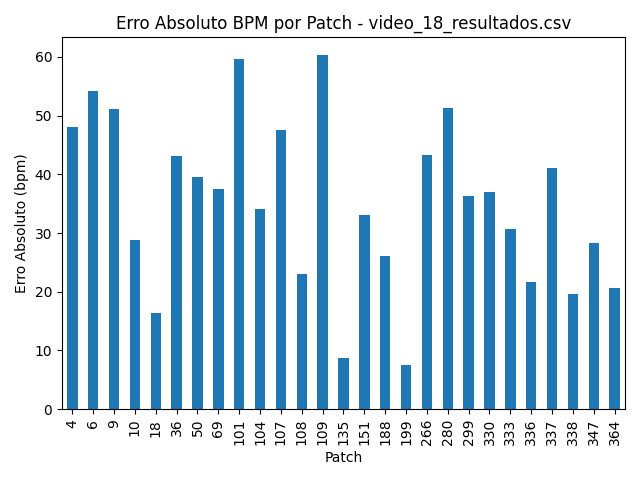 Erro Absoluto BPM por Patch - video_18_resultados.csv
Erro Absoluto (bpm)
60
50
40
30
20
10
0
4 6 9 10 18 36 50 69 101 104 107 108 109 135 151 188 199 266 280 299 330 333 336 337 338 347 364
Patch